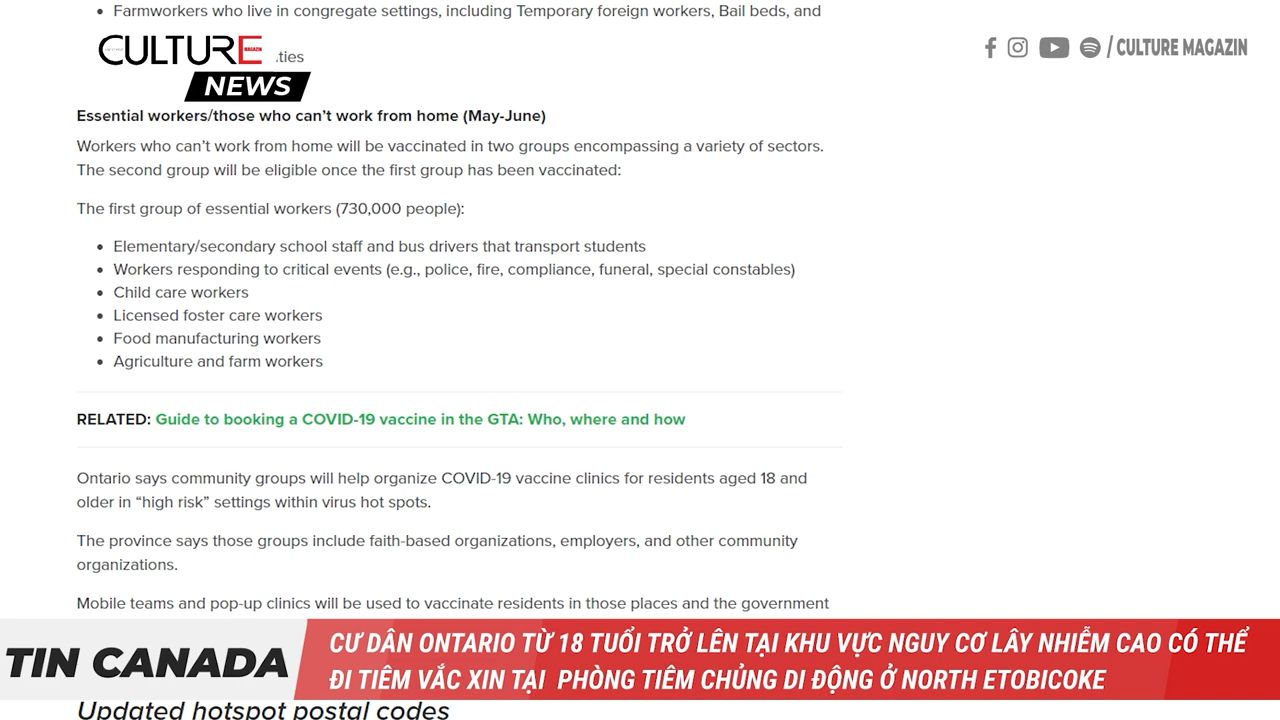 • Farmworkers who live in congregate settings, including Temporary foreign workers, Bail beds, and
CULTURE MAGAZIN
ties
NEWS
/ CULTURE MAGAZIN
Essential workers/those who can’t work from home (May-June)
Workers who can’t work from home will be vaccinated in two groups encompassing a variety of sectors.
The second group will be eligible once the first group has been vaccinated:
The first group of essential workers (730,000 people):
• Elementary/secondary school staff and bus drivers that transport students
• Workers responding to critical events (e.g., police, fire, compliance, funeral, special constables)
• Child care workers
• Licensed foster care workers
• Food manufacturing workers
• Agriculture and farm workers
RELATED: Guide to booking a COVID-19 vaccine in the GTA: Who, where and how
Ontario says community groups will help organize COVID-19 vaccine clinics for residents aged 18 and
older in “high risk” settings within virus hot spots.
The province says those groups include faith-based organizations, employers, and other community
organizations.
Mobile teams and pop-up clinics will be used to vaccinate residents in those places and the government
TIN CANADA
CƯ DÂN ONTARIO TỪ 18 TUỔI TRỞ LÊN TẠI KHU VỰC NGUY CƠ LÂY NHIỄM CAO CÓ THỂ
ĐI TIÊM VẮC XIN TẠI PHÒNG TIÊM CHỦNG DI ĐỘNG Ở NORTH ETOBICOKE
Updated hotspot postal codes